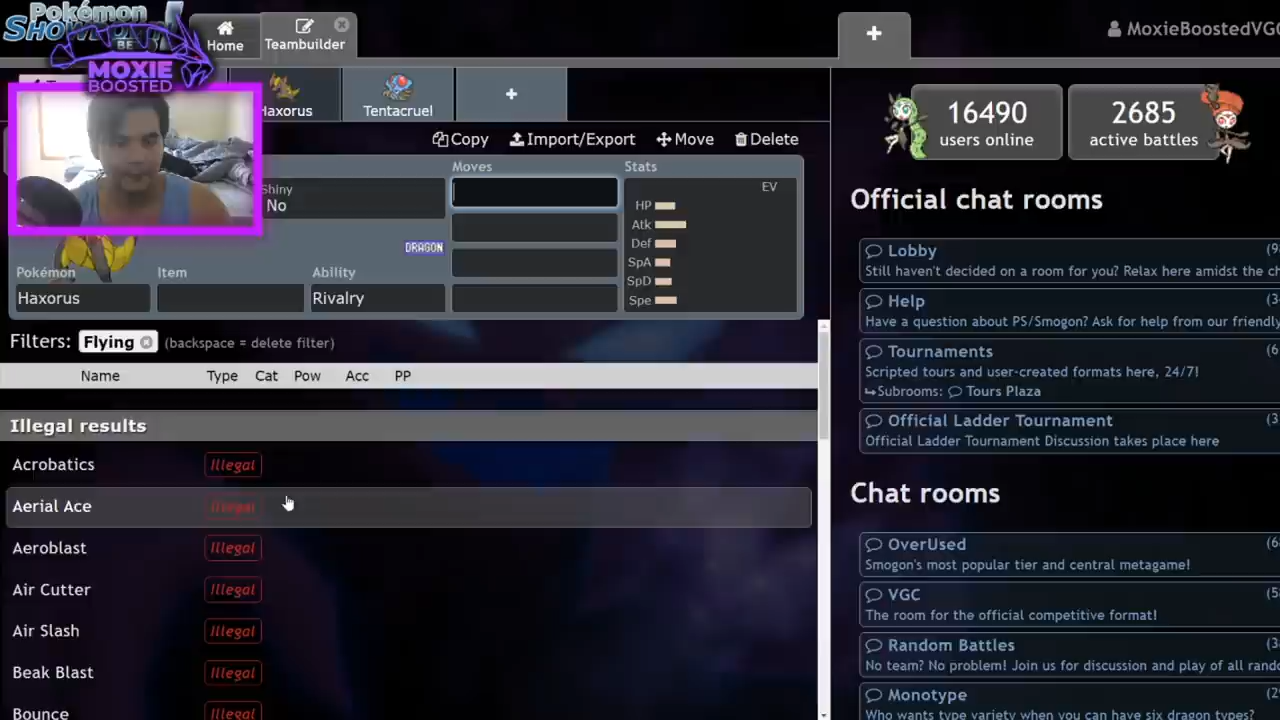 Pokémon
SHOWDOWN!
BE
MOXIE
BOOSTED
Home
Teambuilder
+
MoxieBoostedVGC
Haxorus
Tentacruel
+
16490
users online
2685
active battles
Copy
Import/Export
Move
Delete
Shiny
No
Moves
Stats
EV
HP
Atk
Def
SpA
SpD
Spe
DRAGON
Pokémon
Item
Ability
Haxorus
Rivalry
Filters: Flying (backspace = delete filter)
Name Type Cat Pow Acc PP
Illegal results
Acrobatics Illegal
Aerial Ace Illegal
Aeroblast Illegal
Air Cutter Illegal
Air Slash Illegal
Beak Blast Illegal
Bounce Illegal
Official chat rooms
Lobby
Still haven't decided on a room for you? Relax here amidst the
Help
Have a question about PS/Smogon? Ask for help from our friendly
Tournaments
Scripted tours and user-created formats here, 24/7!
Subrooms: Tours Plaza
Official Ladder Tournament
Official Ladder Tournament Discussion takes place here
Chat rooms
OverUsed
Smogon's most popular tier and central metagame!
VGC
The room for the official competitive format!
Random Battles
No team? No problem! Join us for discussion and play of all
Monotype
Who wants type variety when you can have six dragon types?